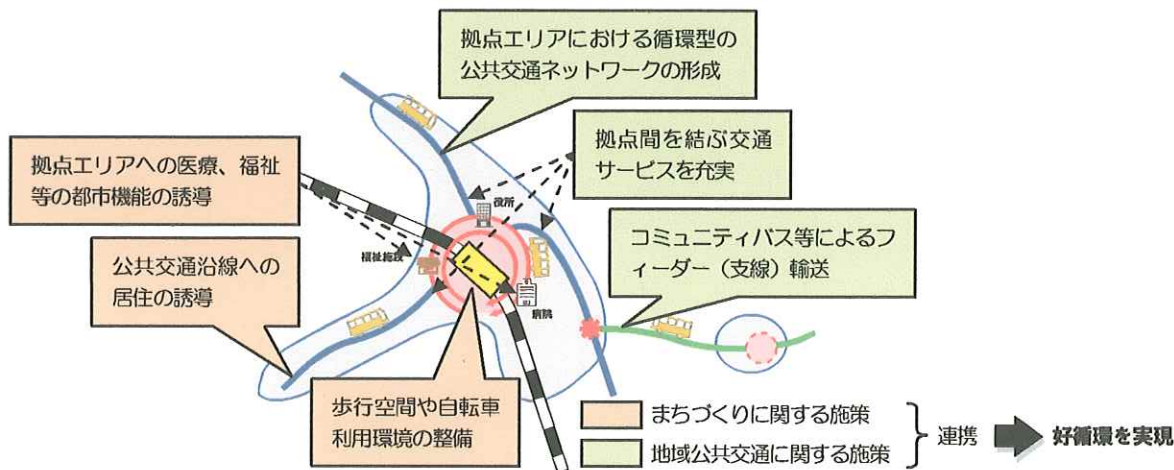 拠点エリアにおける循環型の
公共交通ネットワークの形成
拠点間を結ぶ交通
サービスを充実
拠点エリアへの医療、福祉
等の都市機能の誘導
役所
コミュニティバス等によるフ
ィーダー（支線）輸送
福祉施設
公共交通沿線への
居住の誘導
病院
歩行空間や自転車
利用環境の整備
まちづくりに関する施策
地域公共交通に関する施策
連携
好循環を実現